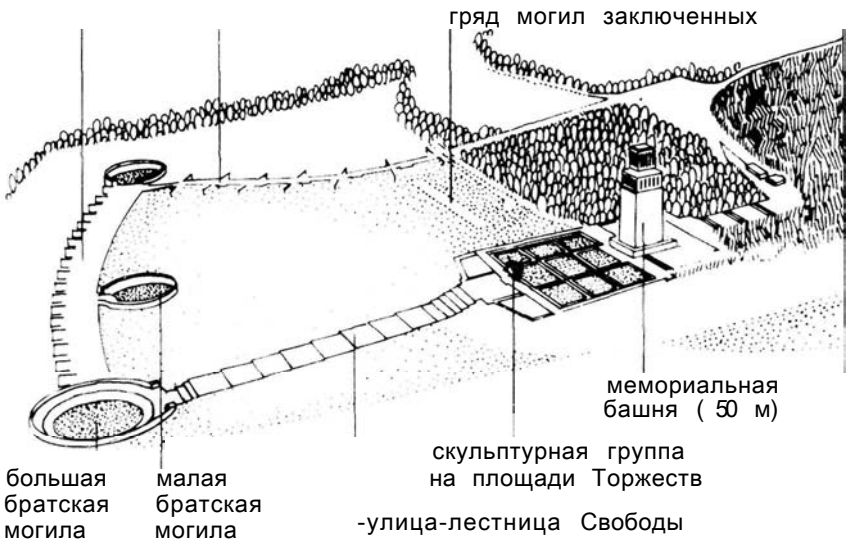 гряд могил заключенных
мемориальная
башня ( 50 м)
скульптурная группа
на площади Торжеств
большая
братская
могила
малая
братская
могила
-улица-лестница Свободы